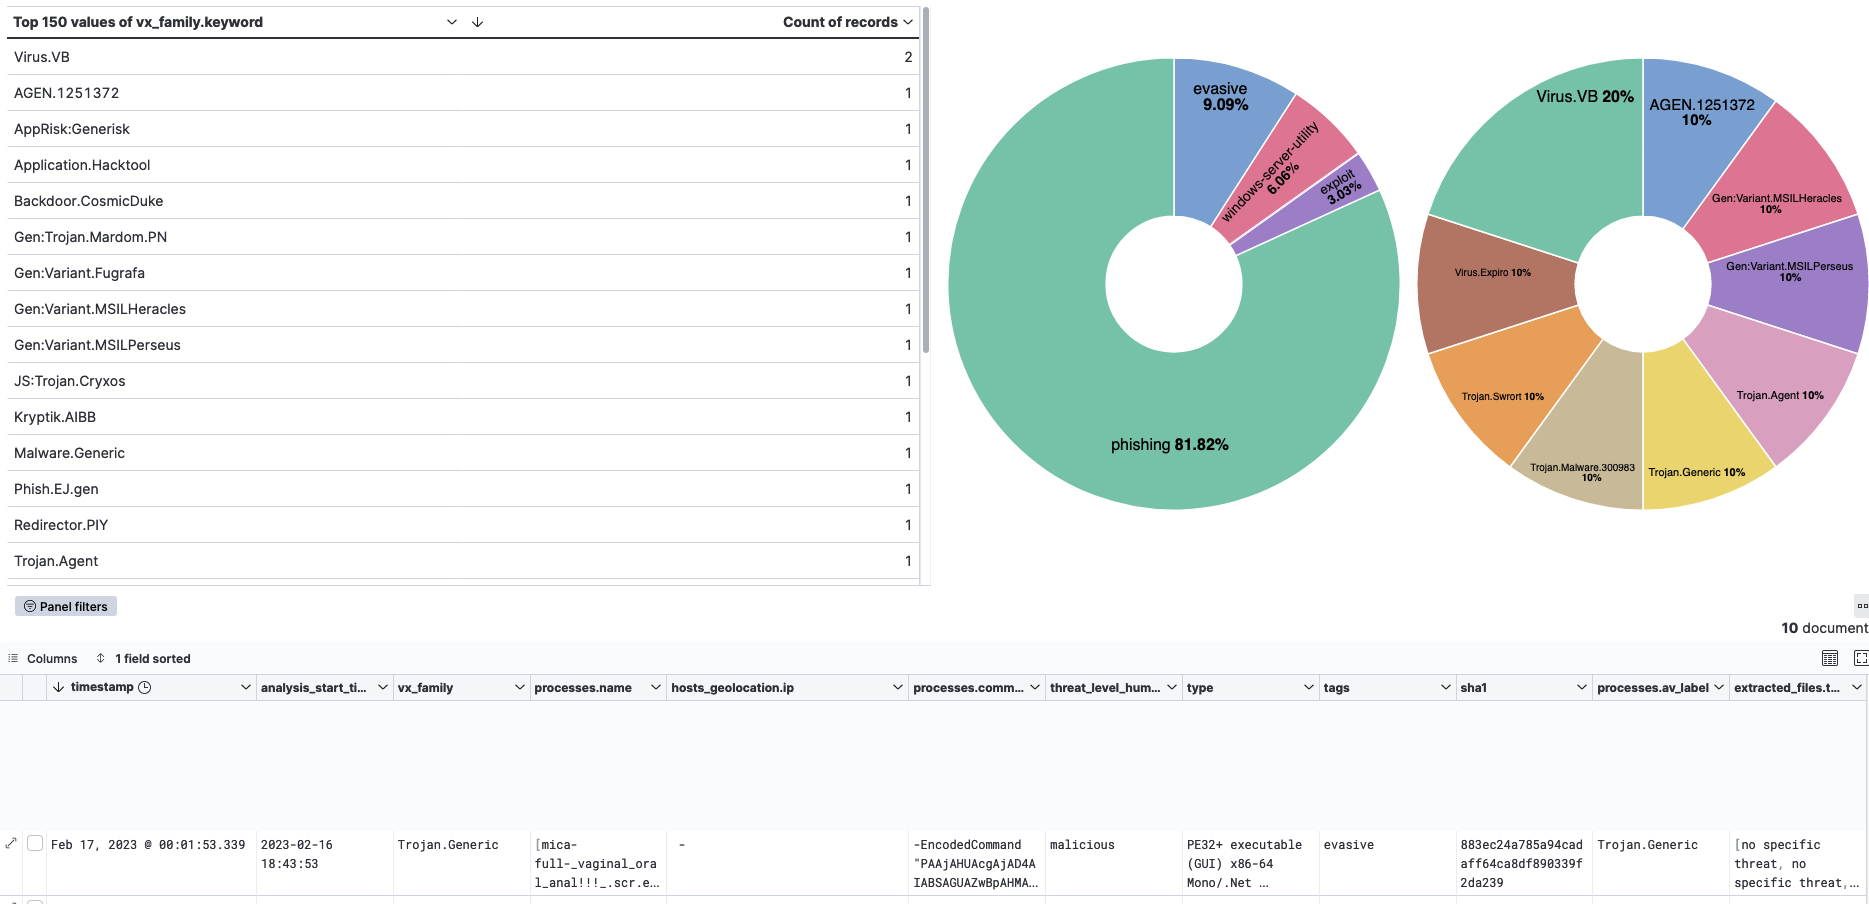 Top 150 values of vx_family.keyword
Count of records
Virus.VB 2
AGEN.1251372 1
AppRisk:Generisk 1
Application.Hacktool 1
Backdoor.CosmicDuke 1
Gen:Trojan.Mardom.PN 1
Gen:Variant.Fugrafa 1
Gen:Variant.MSILHeracles 1
Gen:Variant.MSILPerseus 1
JS:Trojan.Cryxos 1
Kryptik.AIBB 1
Malware.Generic 1
Phish.EJ.gen 1
Redirector.PIY 1
Trojan.Agent 1
Panel filters
evasive
9.09%
windows-server-utility
6.06%
exploit
3.03%
phishing 81.82%
Virus.VB 20%
AGEN.1251372
10%
Gen:Variant.MSILHeracles
10%
Gen:Variant.MSILPerseus
10%
Trojan.Agent 10%
Trojan.Generic 10%
Trojan.Malware.300983
10%
Trojan.Swrort 10%
Virus.Expiro 10%
10 document
Columns 1 field sorted
timestamp analysis_start_ti... vx_family processes.name hosts_geolocation.ip processes.comm... threat_level_hum... type tags sha1 processes.av_label extracted_files.t...
Feb 17, 2023 @ 00:01:53.339
2023-02-16
18:43:53
Trojan.Generic
[mica-
full-_vaginal_ora
l_anal!!!_.scr.e...
-
-EncodedCommand
"PAAjAHUAcgAjAD4A
IABSAGUAZwBpAHMA...
malicious
PE32+ executable
(GUI) x86-64
Mono/.Net ...
evasive
883ec24a785a94cad
aff64ca8df890339f
2da239
Trojan.Generic
[no specific
threat, no
specific threat,...